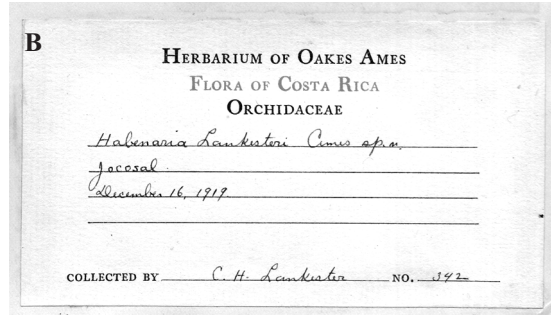 B
HERBARIUM OF OAKES AMES
FLORA OF COSTA RICA
ORCHIDACEAE
Habenaria Lankesteri Ames sp.n.
Jocosal.
December 16, 1919.
COLLECTED BY C. H. Lankester NO. 342